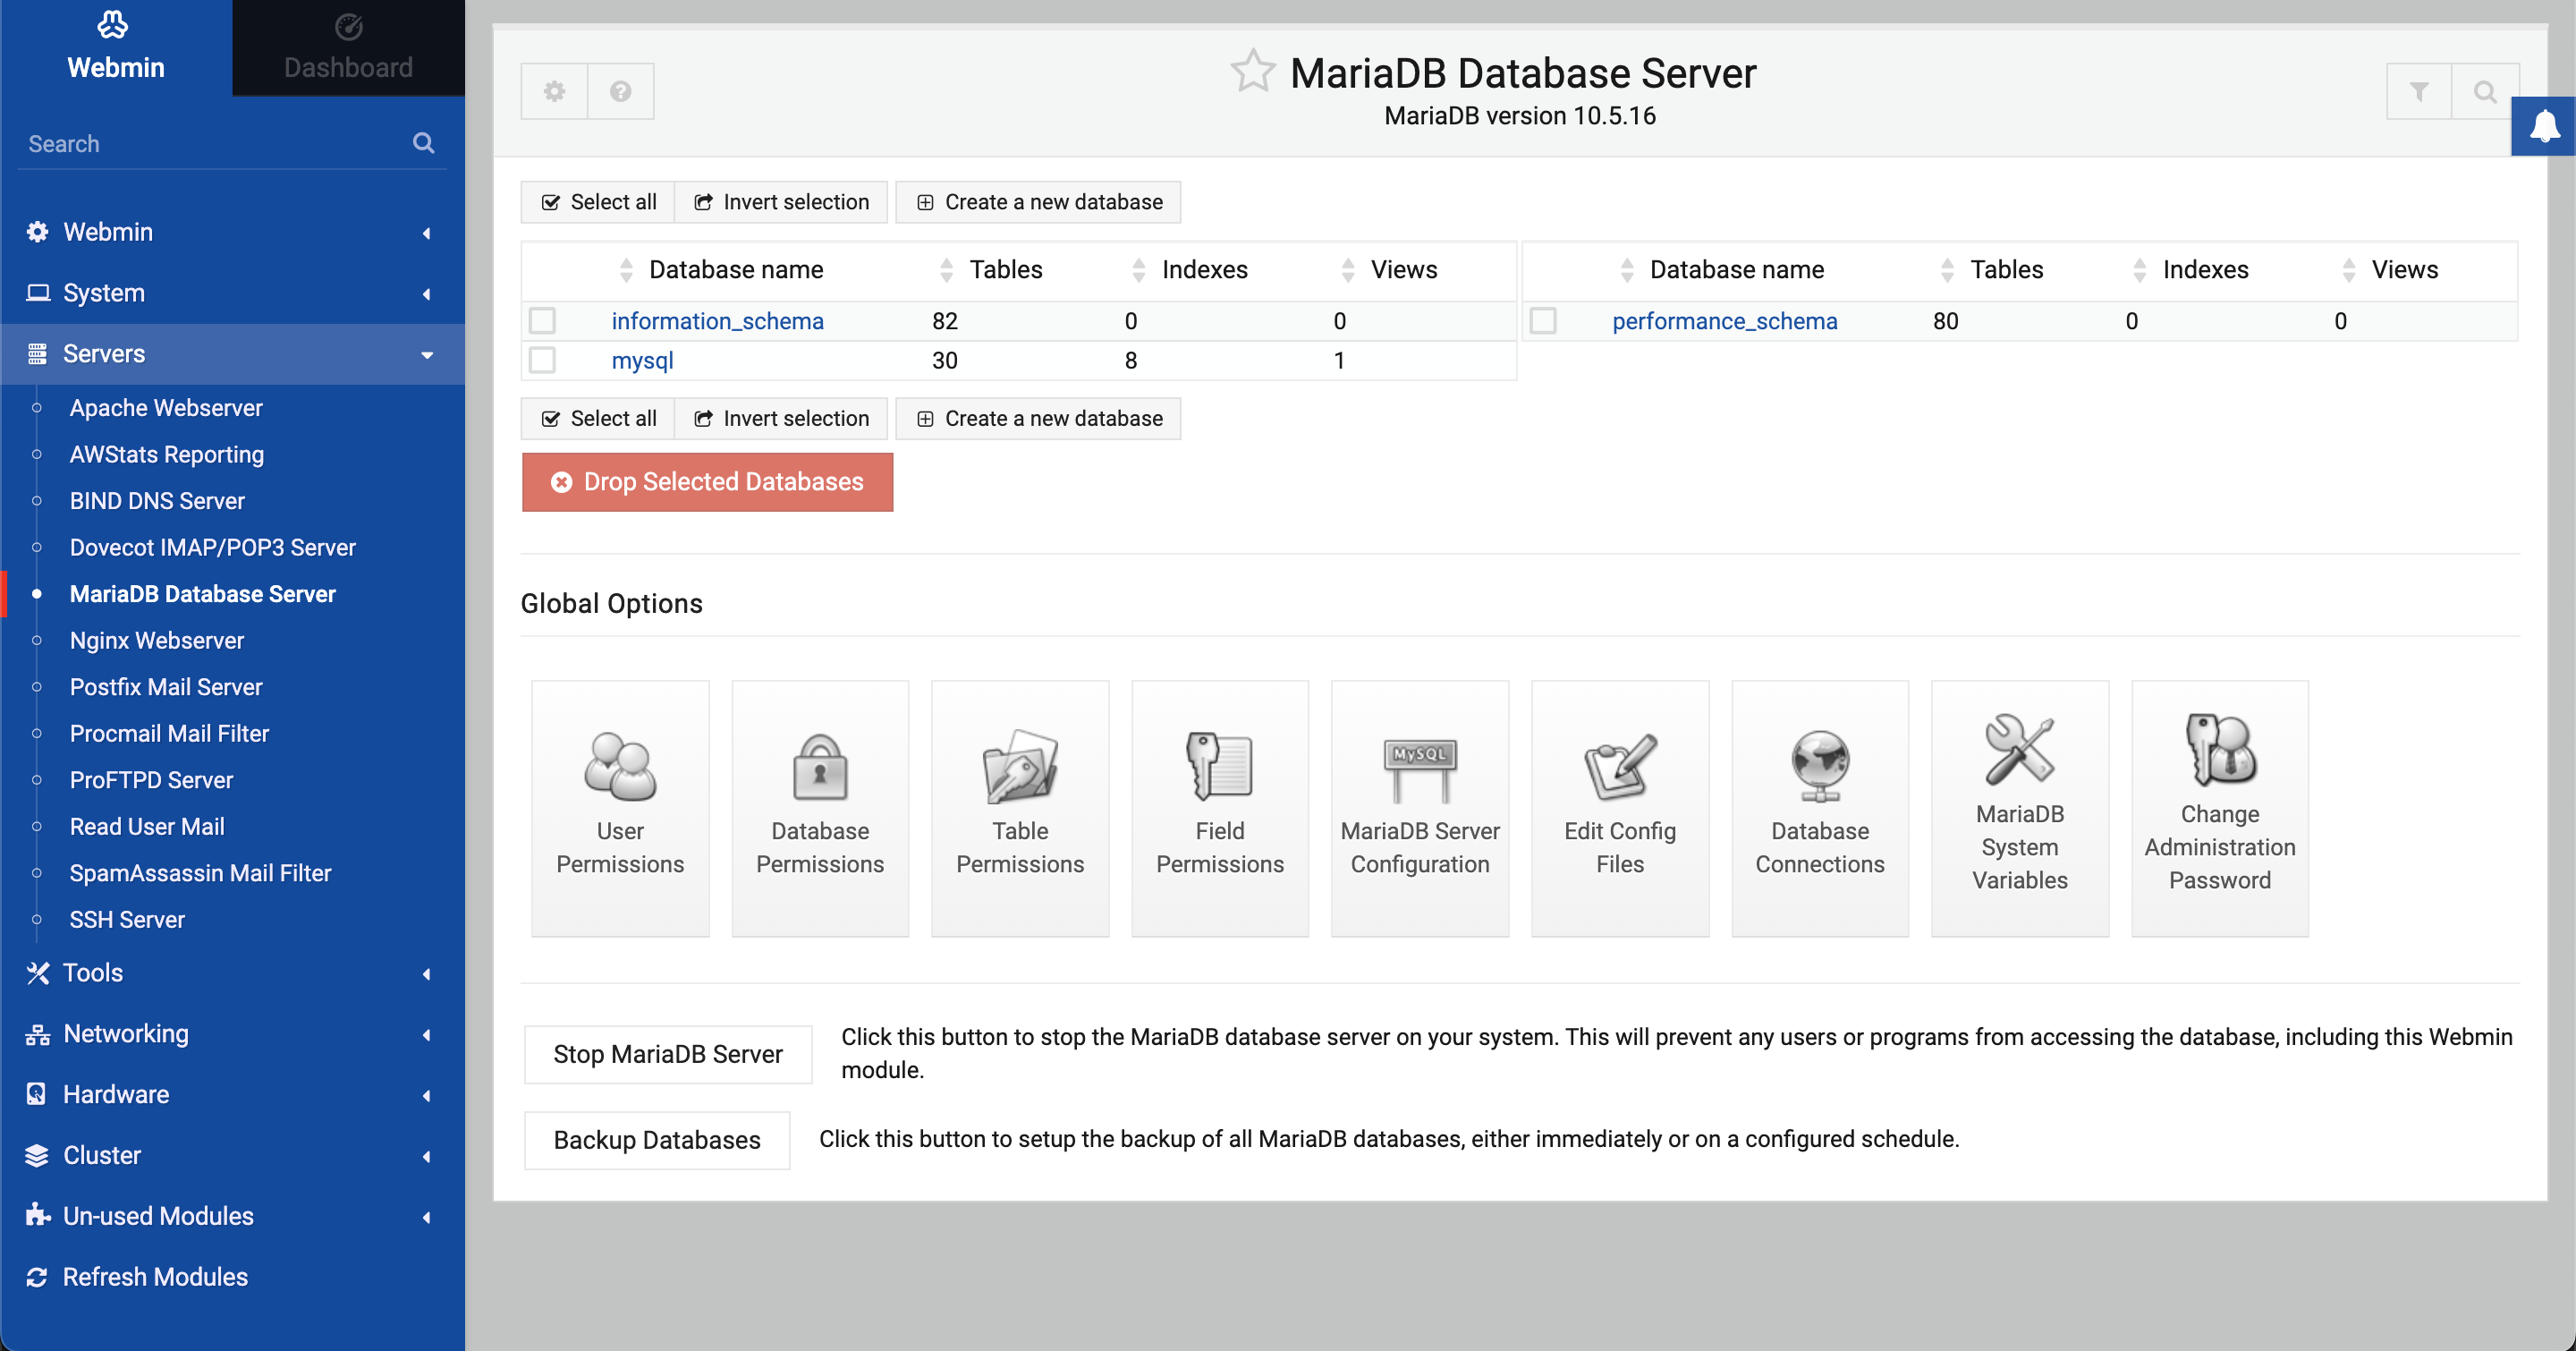 Webmin
Dashboard
Search
Webmin
System
Servers
Apache Webserver
AWStats Reporting
BIND DNS Server
Dovecot IMAP/POP3 Server
MariaDB Database Server
Nginx Webserver
Postfix Mail Server
Procmail Mail Filter
ProFTPD Server
Read User Mail
SpamAssassin Mail Filter
SSH Server
Tools
Networking
Hardware
Cluster
Un-used Modules
Refresh Modules
MariaDB Database Server
MariaDB version 10.5.16
Select all Invert selection Create a new database
Database name Tables Indexes Views Database name Tables Indexes Views
information_schema 82 0 0 performance_schema 80 0 0
mysql 30 8 1
Select all Invert selection Create a new database
Drop Selected Databases
Global Options
MySQL
User Permissions
Database Permissions
Table Permissions
Field Permissions
MariaDB Server Configuration
Edit Config Files
Database Connections
MariaDB System Variables
Change Administration Password
Stop MariaDB Server
Click this button to stop the MariaDB database server on your system. This will prevent any users or programs from accessing the database, including this Webmin
module.
Backup Databases
Click this button to setup the backup of all MariaDB databases, either immediately or on a configured schedule.